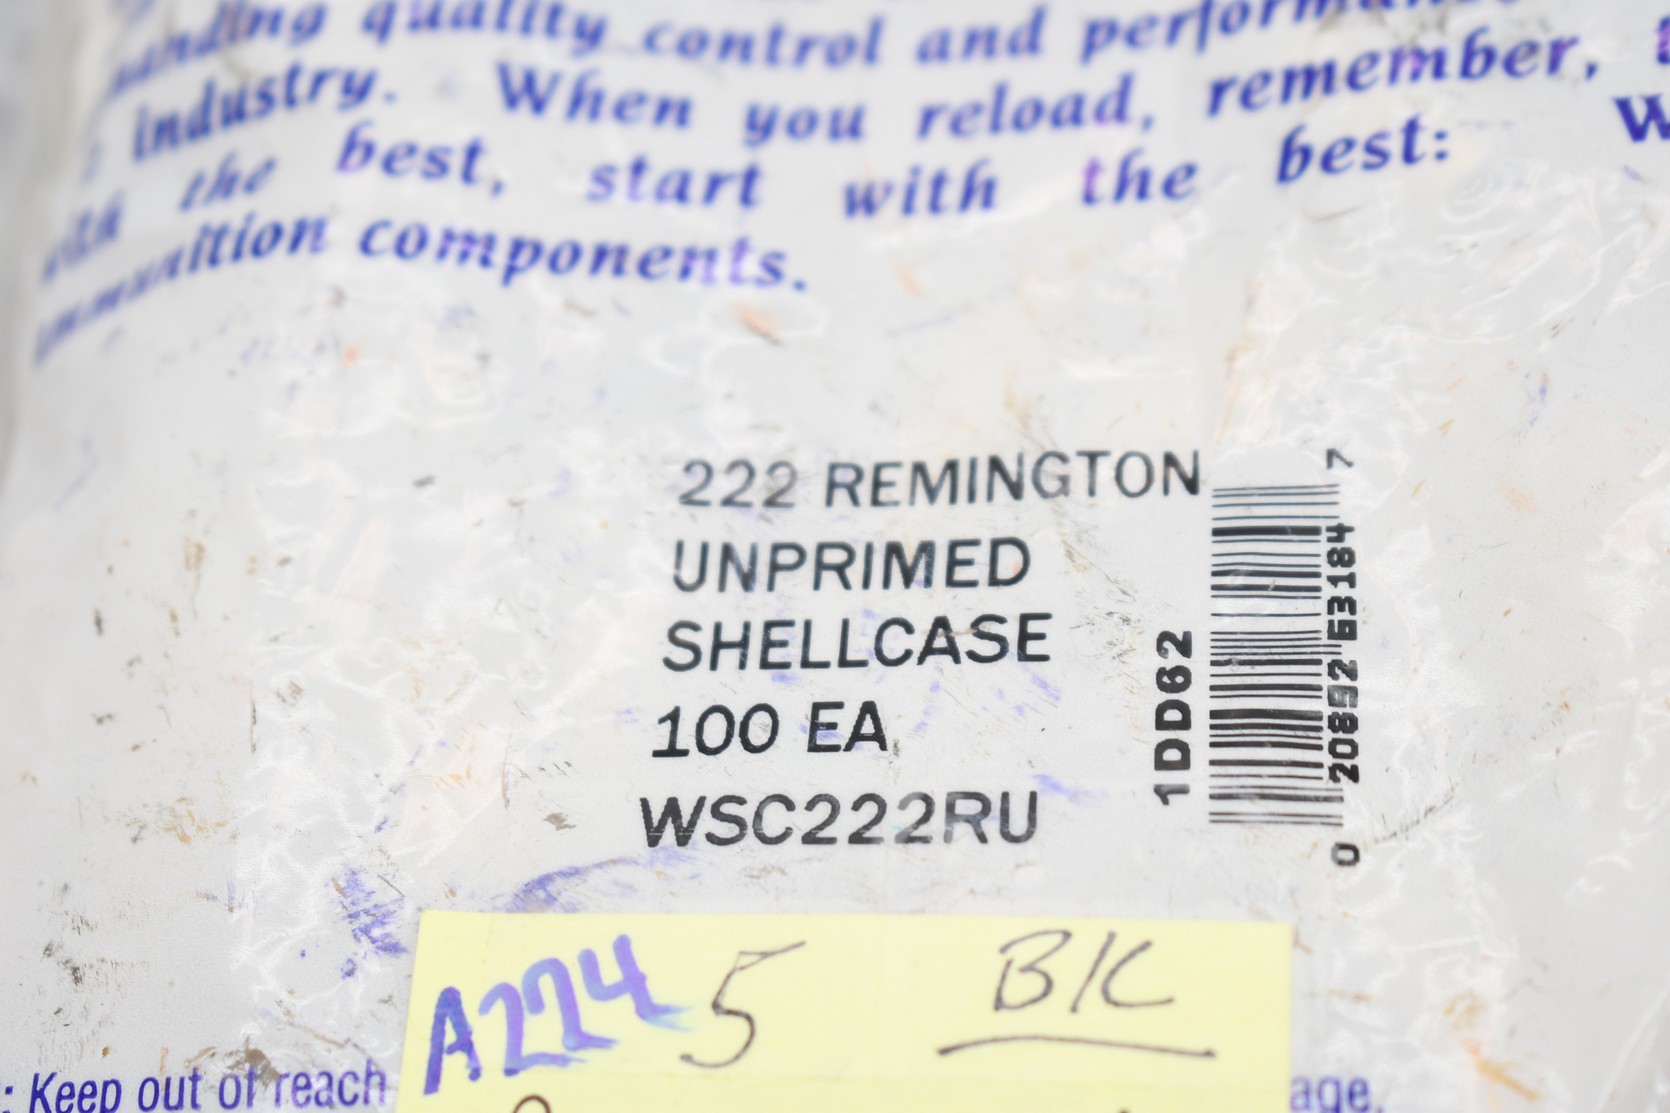 quality control and
industry. When you reload, remember,
the best, start with the best: W
components.
222 REMINGTON
UNPRIMED
SHELLCASE
100 EA
WSC222RU
1DD62
0 20892 53184 7
A224 5 BK
: Keep out of reach
age.